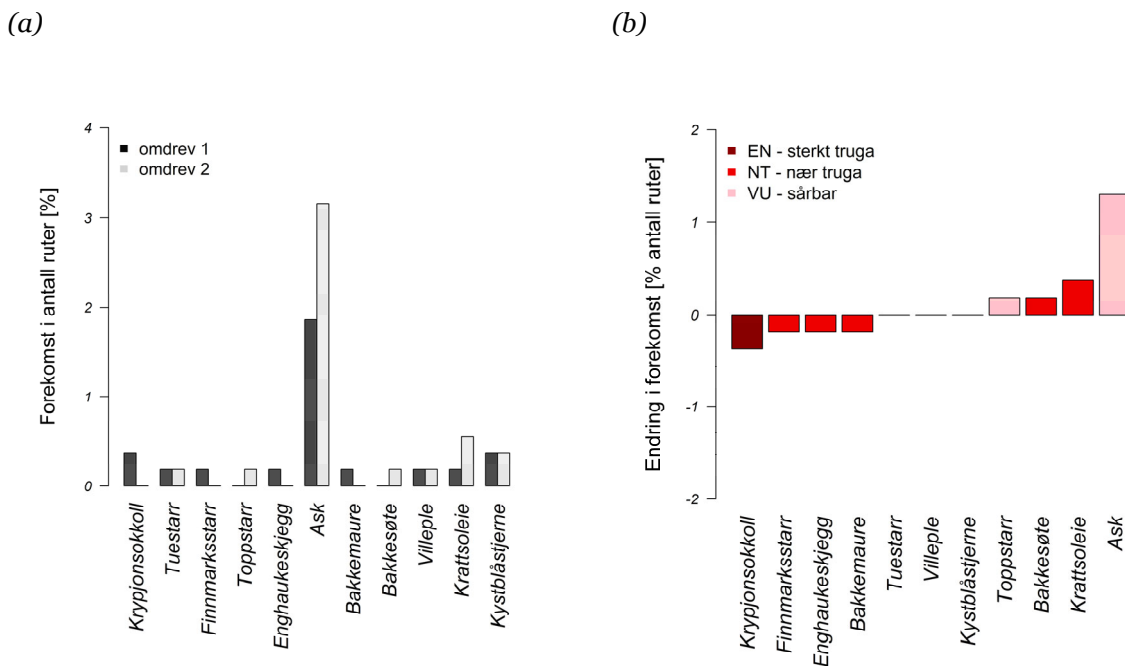 (a)
(b)
Forekomst i antall ruter [%]
4
3
2
1
0
omdrev 1
omdrev 2
Krypjonsokkoll
Tuestarr
Finnmarksstarr
Toppstarr
Enghaukeskjegg
Ask
Bakkemaure
Bakkesøte
Villeple
Krattsoleie
Kystblåstjerne
Endring i forekomst [% antall ruter]
2
1
0
-1
-2
EN - sterkt truga
NT - nær truga
VU - sårbar
Krypjonsokkoll
Finnmarksstarr
Enghaukeskjegg
Bakkemaure
Tuestarr
Villeple
Kystblåstjerne
Toppstarr
Bakkesøte
Krattsoleie
Ask